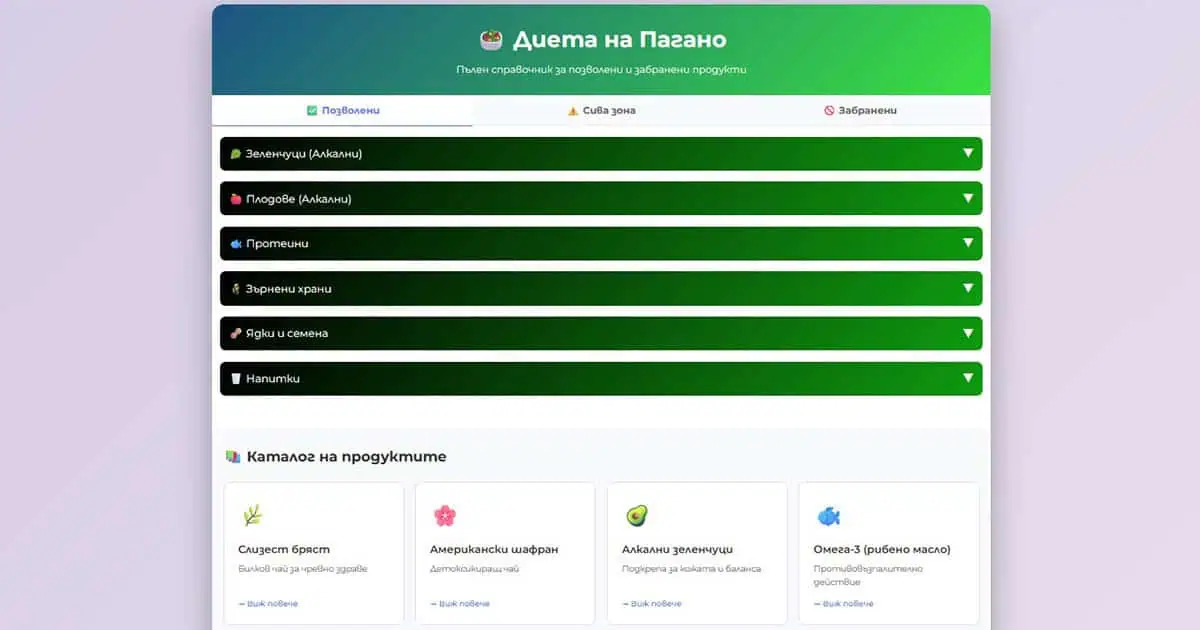 Диета на Пагано
Пълен справочник за позволени и забранени продукти
Позволени
Сива зона
Забранени
Зеленчуци (Алкални)
Плодове (Алкални)
Протеини
Зърнени храни
Ядки и семена
Напитки
Каталог на продуктите
Слизест бряст
Билков чай за чревно здраве
→ Виж повече
Американски шафран
Детоксикиращ чай
→ Виж повече
Алкални зеленчуци
Подкрепа за кожата и баланса
→ Виж повече
Омега-3 (рибено масло)
Противовъзпалително
действие
→ Виж повече